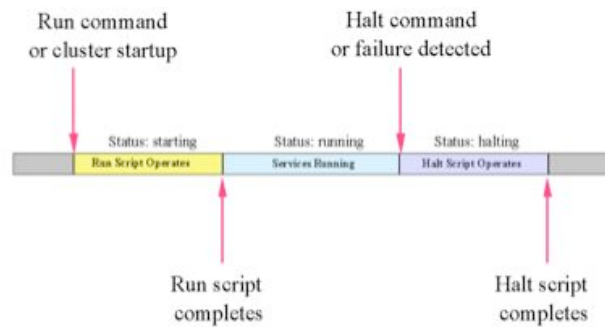 Run command
or cluster startup
Halt command
or failure detected
Status: starting
Status: running
Status: halting
Run Script Operates
Services Running
Halt Script Operates
Run script
completes
Halt script
completes